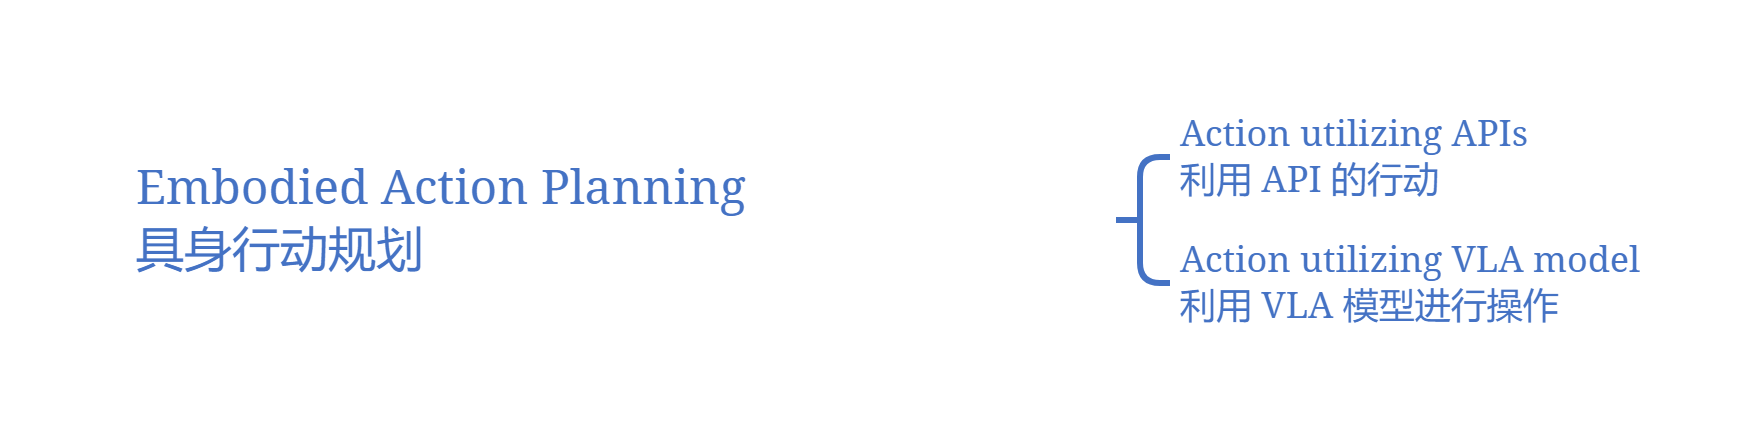 Embodied Action Planning
具身行动规划
Action utilizing APIs
利用 API 的行动
Action utilizing VLA model
利用 VLA 模型进行操作